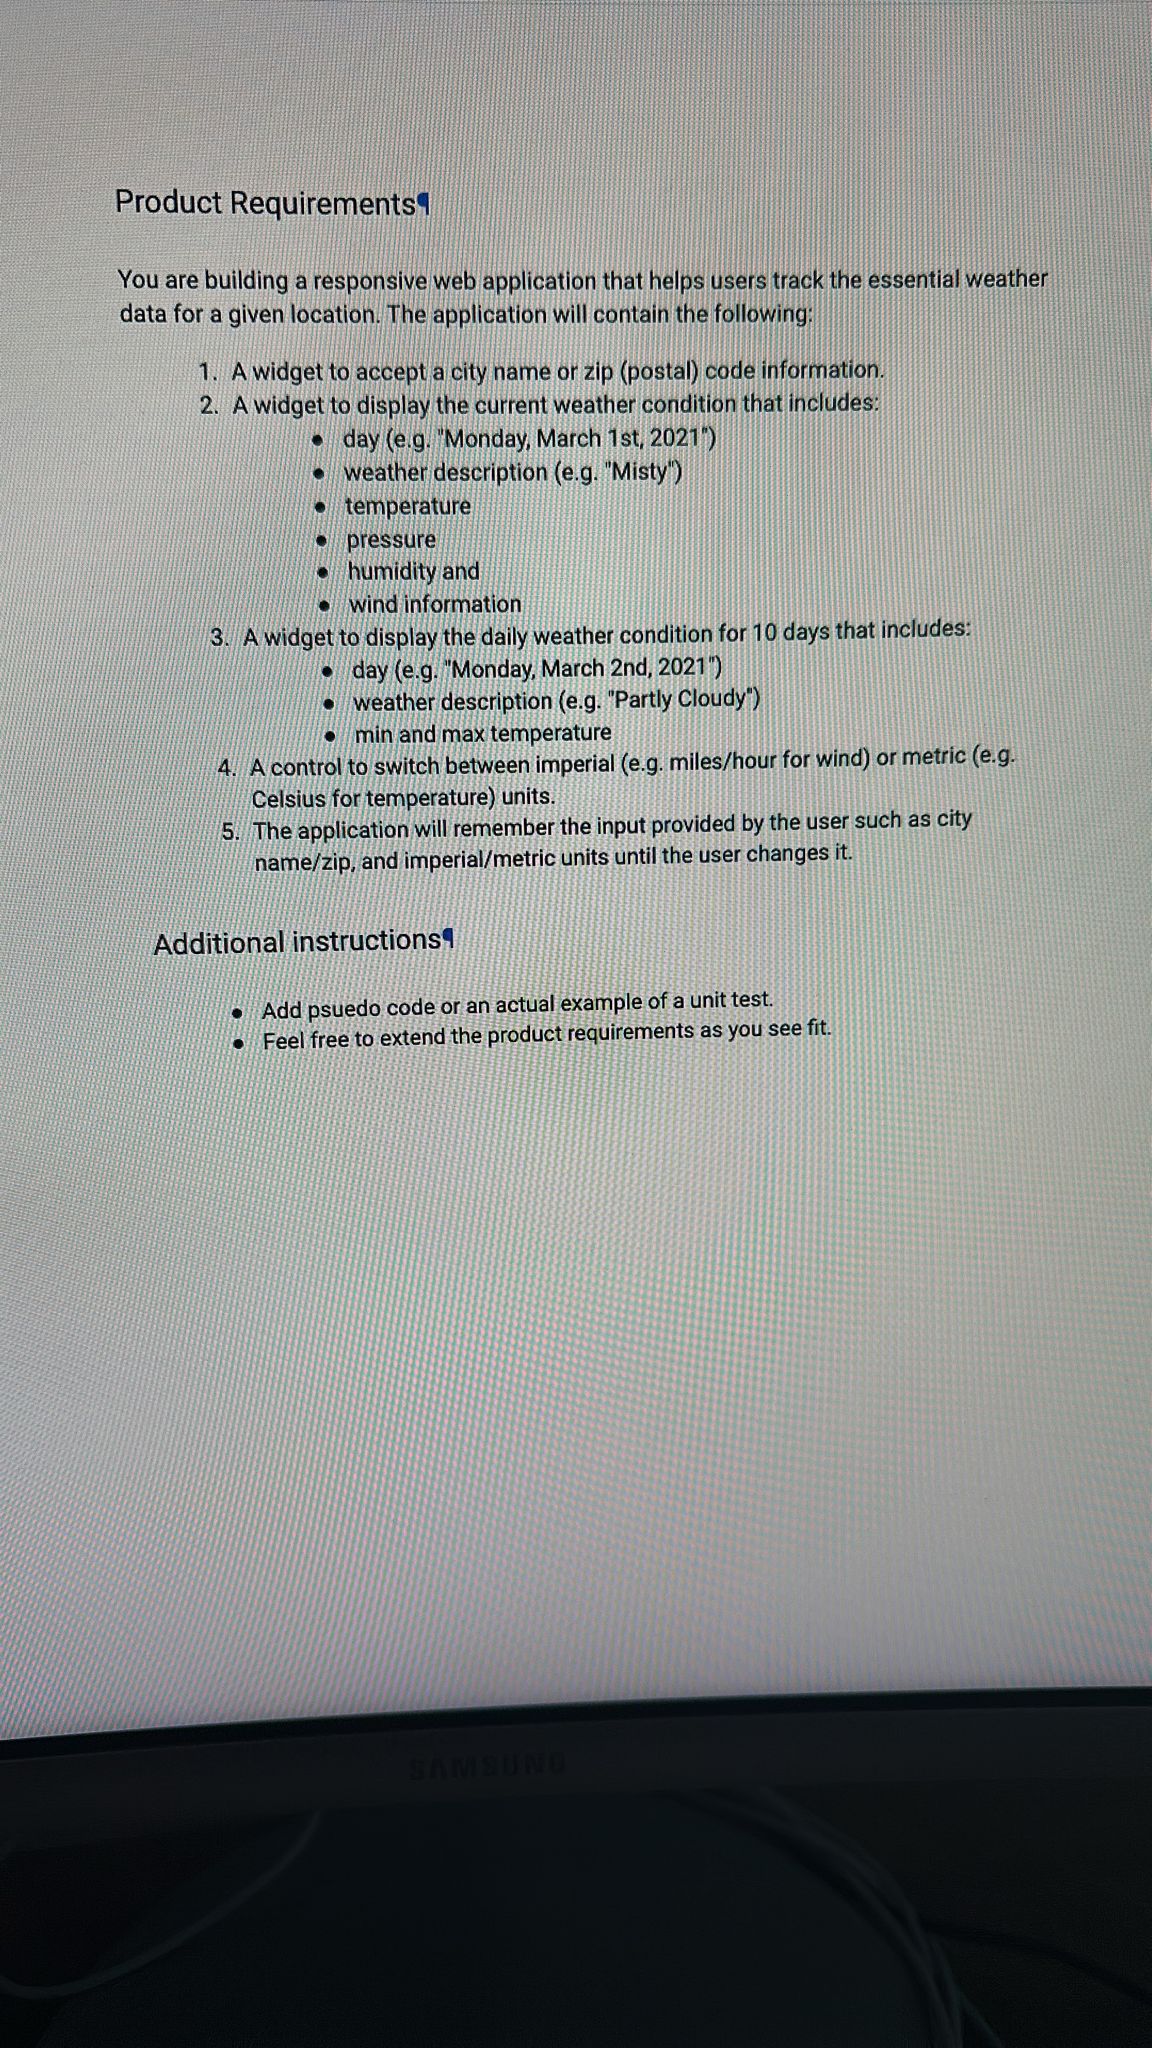 Product Requirements¶
You are building a responsive web application that helps users track the essential weather
data for a given location. The application will contain the following:
1. A widget to accept a city name or zip (postal) code information.
2. A widget to display the current weather condition that includes:
• day (e.g. "Monday, March 1st, 2021")
• weather description (e.g. "Misty")
• temperature
• pressure
• humidity and
• wind information
3. A widget to display the daily weather condition for 10 days that includes:
• day (e.g. "Monday, March 2nd, 2021")
• weather description (e.g. "Partly Cloudy")
• min and max temperature
4. A control to switch between imperial (e.g. miles/hour for wind) or metric (e.g.
Celsius for temperature) units.
5. The application will remember the input provided by the user such as city
name/zip, and imperial/metric units until the user changes it.
Additional instructions¶
• Add psuedo code or an actual example of a unit test.
• Feel free to extend the product requirements as you see fit.
SAMSUNG